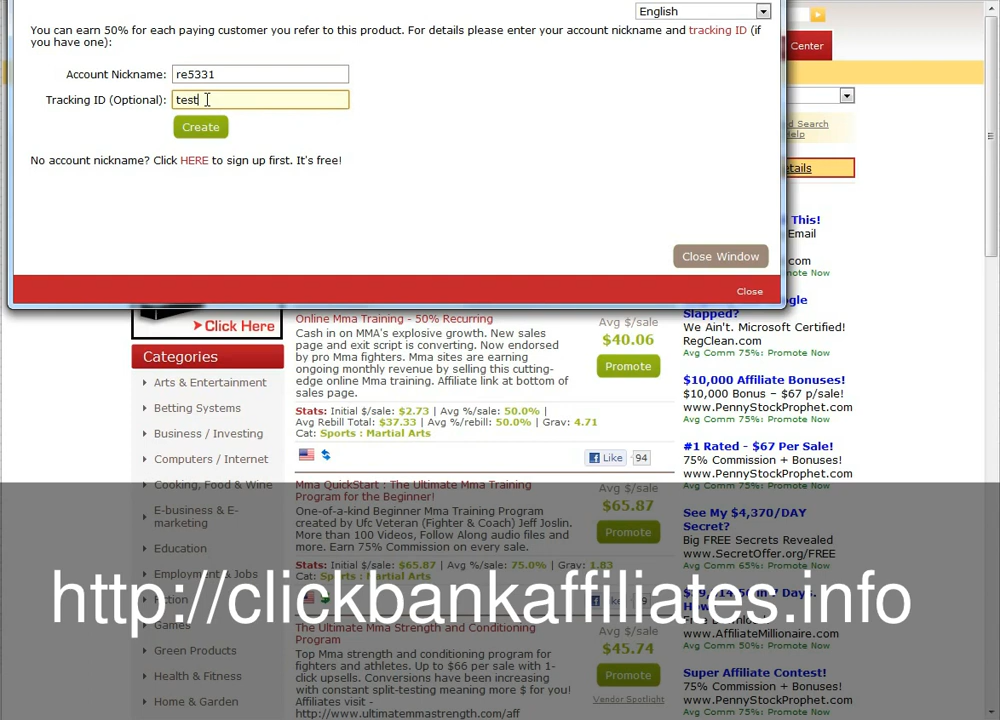 English
You can earn 50% for each paying customer you refer to this product. For details please enter your account nickname and tracking ID (if
you have one):
Account Nickname: re5331
Tracking ID (Optional): test
Create
No account nickname? Click HERE to sign up first. It's free!
Close Window
Close
Center
d Search
Help
etails
This!
Email
com
Promote Now
Slapped?
We Ain't. Microsoft Certified!
RegClean.com
Avg Comm 75%: Promote Now
$10,000 Affiliate Bonuses!
$10,000 Bonus – $67 p/sale!
www.PennyStockProphet.com
Avg Comm 75%: Promote Now
#1 Rated - $67 Per Sale!
75% Commission + Bonuses!
www.PennyStockProphet.com
Avg Comm 75%: Promote Now
See My $4,370/DAY
Secret?
Big FREE Secrets Revealed
www.SecretOffer.org/FREE
Avg Comm 65%: Promote Now
Days.
www.AffiliateMillionaire.com
Avg Comm 50%: Promote Now
Super Affiliate Contest!
75% Commission + Bonuses!
www.PennyStockProphet.com
Avg Comm 75%: Promote Now
Click Here
Categories
Arts & Entertainment
Betting Systems
Business / Investing
Computers / Internet
Cooking, Food & Wine
E-business & E-
marketing
Education
Employment & Jobs
Fiction
Games
Green Products
Health & Fitness
Home & Garden
Online Mma Training - 50% Recurring
Cash in on MMA's explosive growth. New sales
page and exit script is converting. Now endorsed
by pro Mma fighters. Mma sites are earning
ongoing monthly revenue by selling this cutting-
edge online Mma training. Affiliate link at bottom of
sales page.
Avg $/sale
$40.06
Promote
Stats: Initial $/sale: $2.73 | Avg %/sale: 50.0% |
Avg Rebill Total: $37.33 | Avg %/rebill: 50.0% | Grav: 4.71
Cat: Sports : Martial Arts
Like 94
Mma QuickStart : The Ultimate Mma Training
Program for the Beginner!
One-of-a-kind Beginner Mma Training Program
created by Ufc Veteran (Fighter & Coach) Jeff Joslin.
More than 100 Videos, Follow Along audio files and
more. Earn 75% Commission on every sale.
Avg $/sale
$65.87
Promote
Stats: Initial $/sale: $65.87 | Avg %/sale: 75.0% | Grav: 1.83
Cat: Sports : Martial Arts
http://clickbankaffiliates.info
The Ultimate Mma Strength and Conditioning
Program
Top Mma strength and conditioning program for
fighters and athletes. Up to $66 per sale with 1-
click upsells. Conversions have been increasing
with constant split-testing meaning more $ for you!
Affiliates visit -
http://www.ultimatemmastrength.com/aff
Avg $/sale
$45.74
Promote
Vendor Spotlight